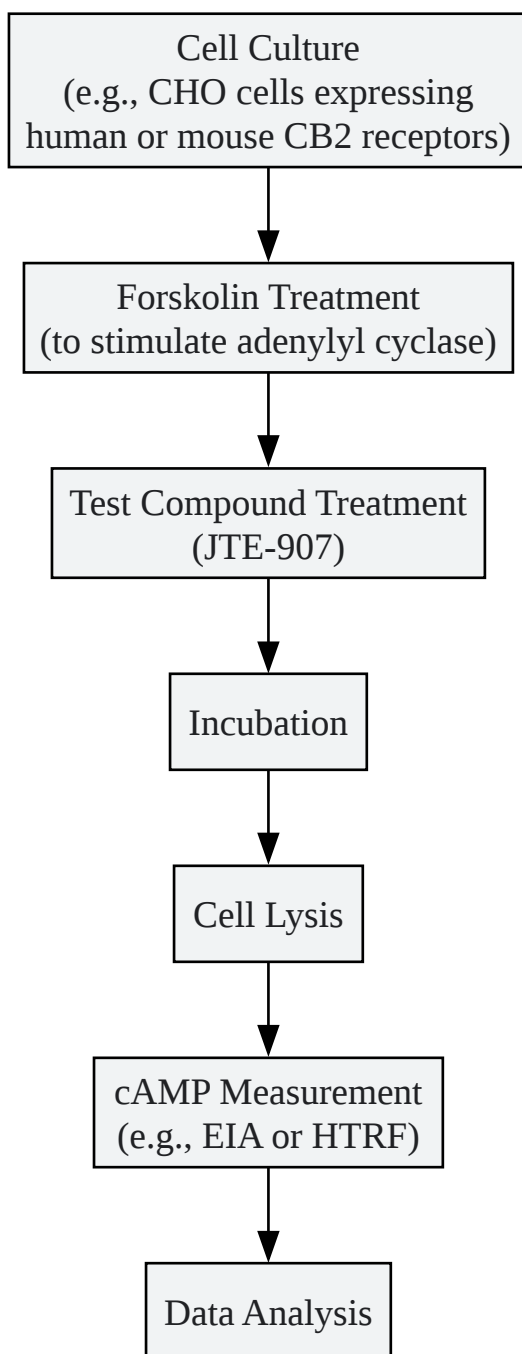 Cell Culture
(e.g., CHO cells expressing
human or mouse CB2 receptors)
Forskolin Treatment
(to stimulate adenylyl cyclase)
Test Compound Treatment
(JTE-907)
Incubation
Cell Lysis
cAMP Measurement
(e.g., EIA or HTRF)
Data Analysis